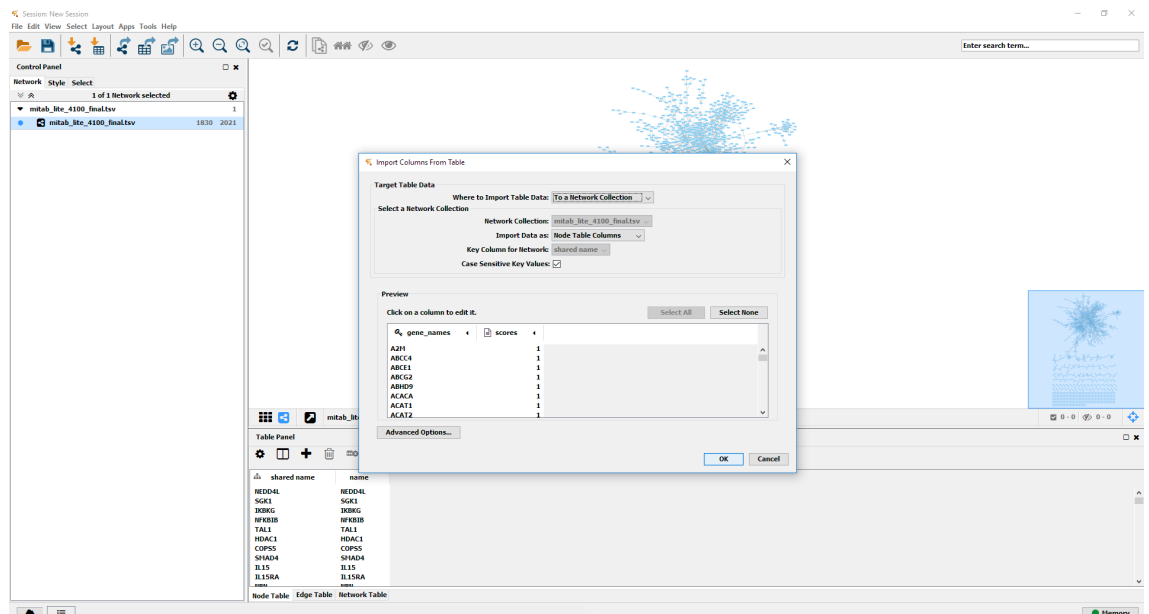 Session: New Session
File Edit View Select Layout Apps Tools Help
Enter search term...
Control Panel
Network Style Select
1 of 1 Network selected
mitab_lite_4100_final.tsv 1
mitab_lite_4100_final.tsv 1830 2021
Import Columns From Table
Target Table Data
Where to Import Table Data: To a Network Collection
Select a Network Collection
Network Collection: mitab_lite_4100_final.tsv
Import Data as: Node Table Columns
Key Column for Network: shared name
Case Sensitive Key Values:
Preview
Click on a column to edit it. Select All Select None
gene_names scores
A2M 1
ABCC4 1
ABCE1 1
ABCG2 1
ABHD9 1
ACACA 1
ACAT1 1
ACAT2 1
Advanced Options...
OK Cancel
mitab_lit
0 - 0 0 - 0
Table Panel
shared name name
NEDD4L NEDD4L
SGK1 SGK1
IKBKG IKBKG
NFKBIB NFKBIB
TAL1 TAL1
HDAC1 HDAC1
COPS5 COPS5
SMAD4 SMAD4
IL15 IL15
IL15RA IL15RA
Node Table Edge Table Network Table
Memory